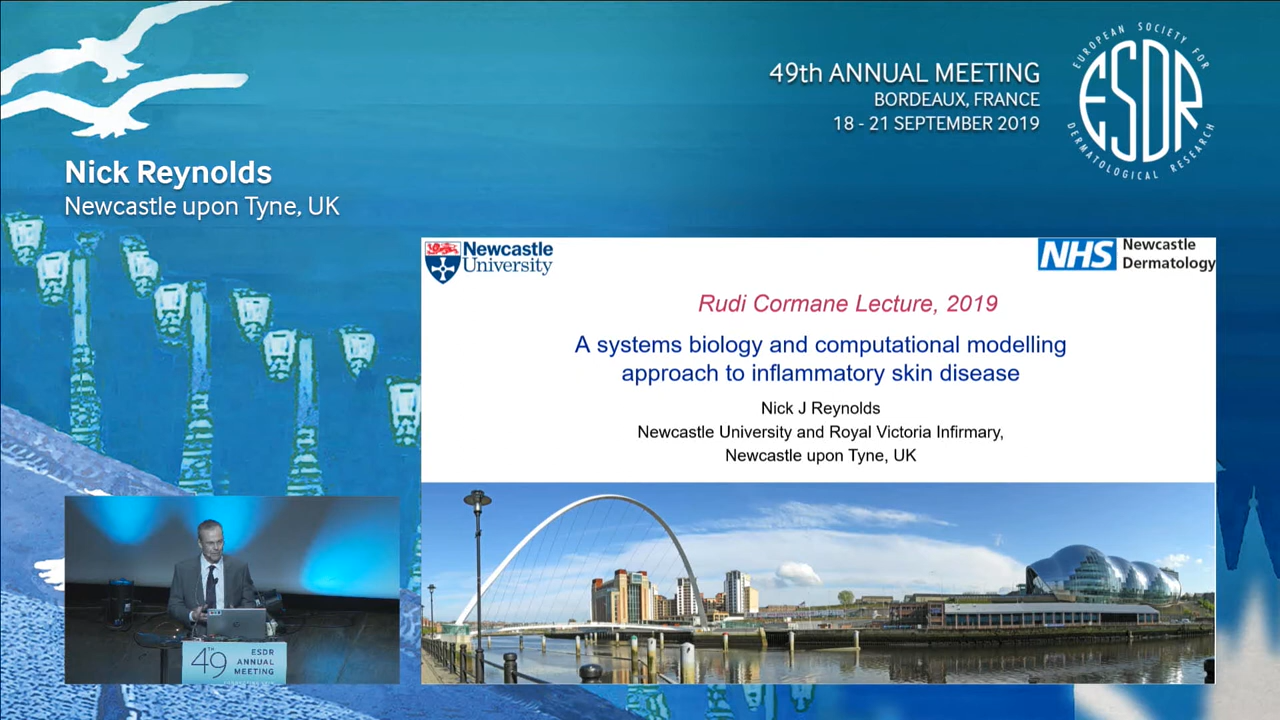 49th ANNUAL MEETING
BORDEAUX, FRANCE
18 - 21 SEPTEMBER 2019
EUROPEAN SOCIETY FOR
ESDR
DERMATOLOGICAL RESEARCH
Nick Reynolds
Newcastle upon Tyne, UK
Newcastle
University
NHS
Newcastle
Dermatology
Rudi Cormane Lecture, 2019
A systems biology and computational modelling
approach to inflammatory skin disease
Nick J Reynolds
Newcastle University and Royal Victoria Infirmary,
Newcastle upon Tyne, UK
49TH
ESDR
ANNUAL
MEETING